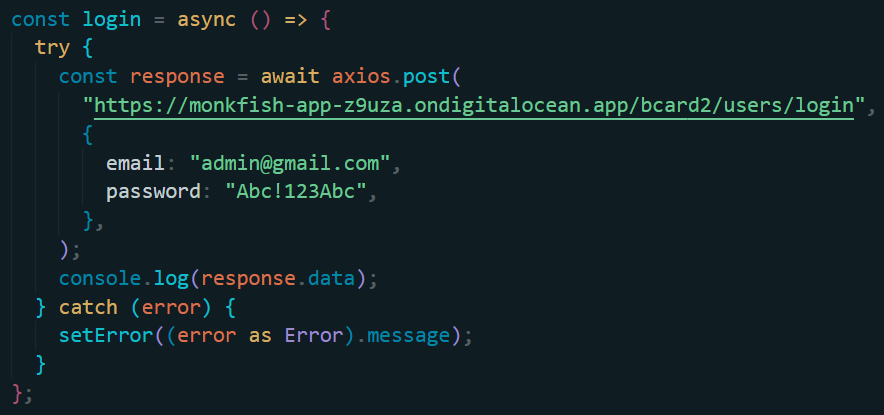 const login = async () => {
try {
const response = await axios.post(
"https://monkfish-app-z9uza.ondigitalocean.app/bcard2/users/login",
{
email: "admin@gmail.com",
password: "Abc!123Abc",
},
);
console.log(response.data);
} catch (error) {
setError((error as Error).message);
}
};